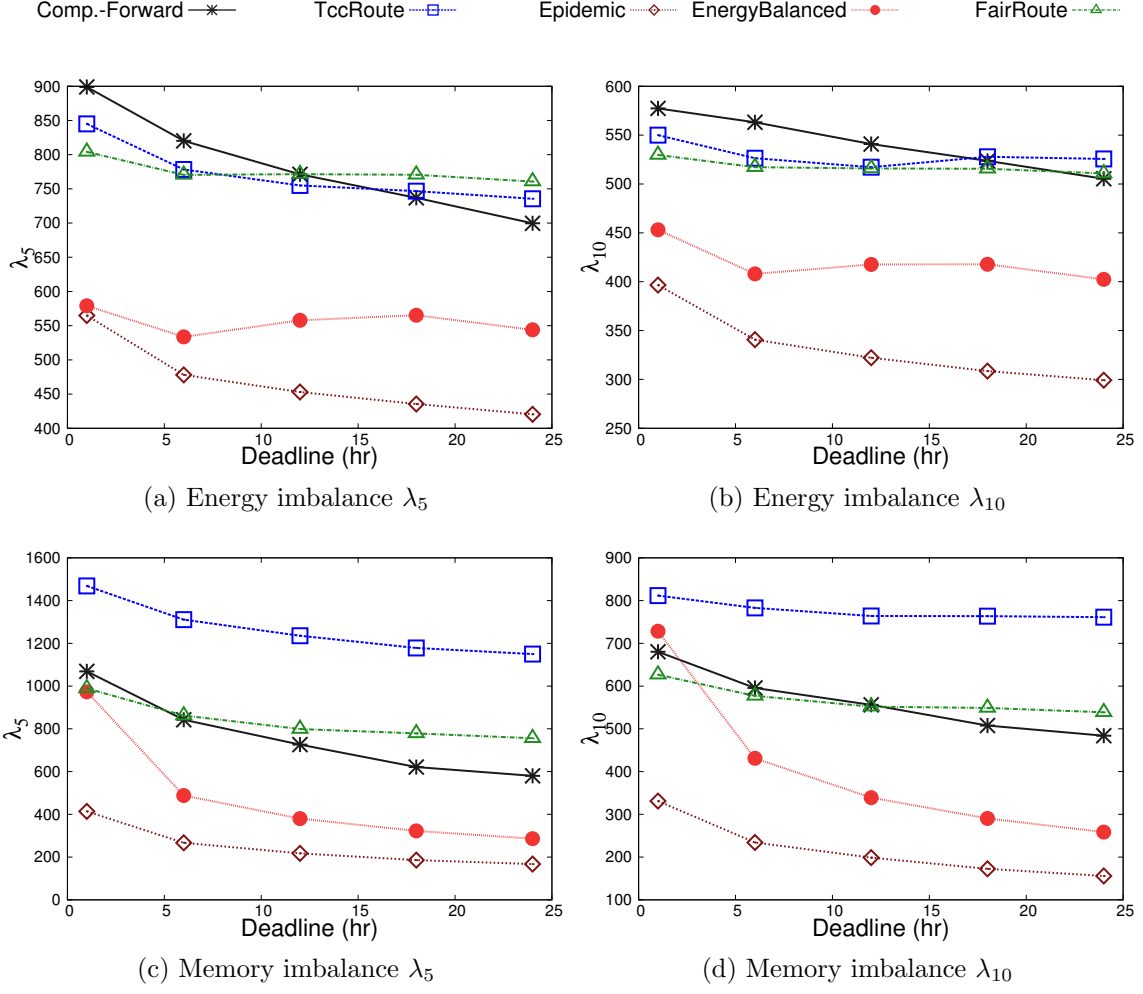 Comp.-Forward TccRoute Epidemic EnergyBalanced FairRoute
900
850
800
750
700
650
600
550
500
450
400
λ5
0 5 10 15 20 25
Deadline (hr)
(a) Energy imbalance λ5
600
550
500
450
400
350
300
250
λ10
0 5 10 15 20 25
Deadline (hr)
(b) Energy imbalance λ10
1600
1400
1200
1000
800
600
400
200
0
λ5
0 5 10 15 20 25
Deadline (hr)
(c) Memory imbalance λ5
900
800
700
600
500
400
300
200
100
λ10
0 5 10 15 20 25
Deadline (hr)
(d) Memory imbalance λ10